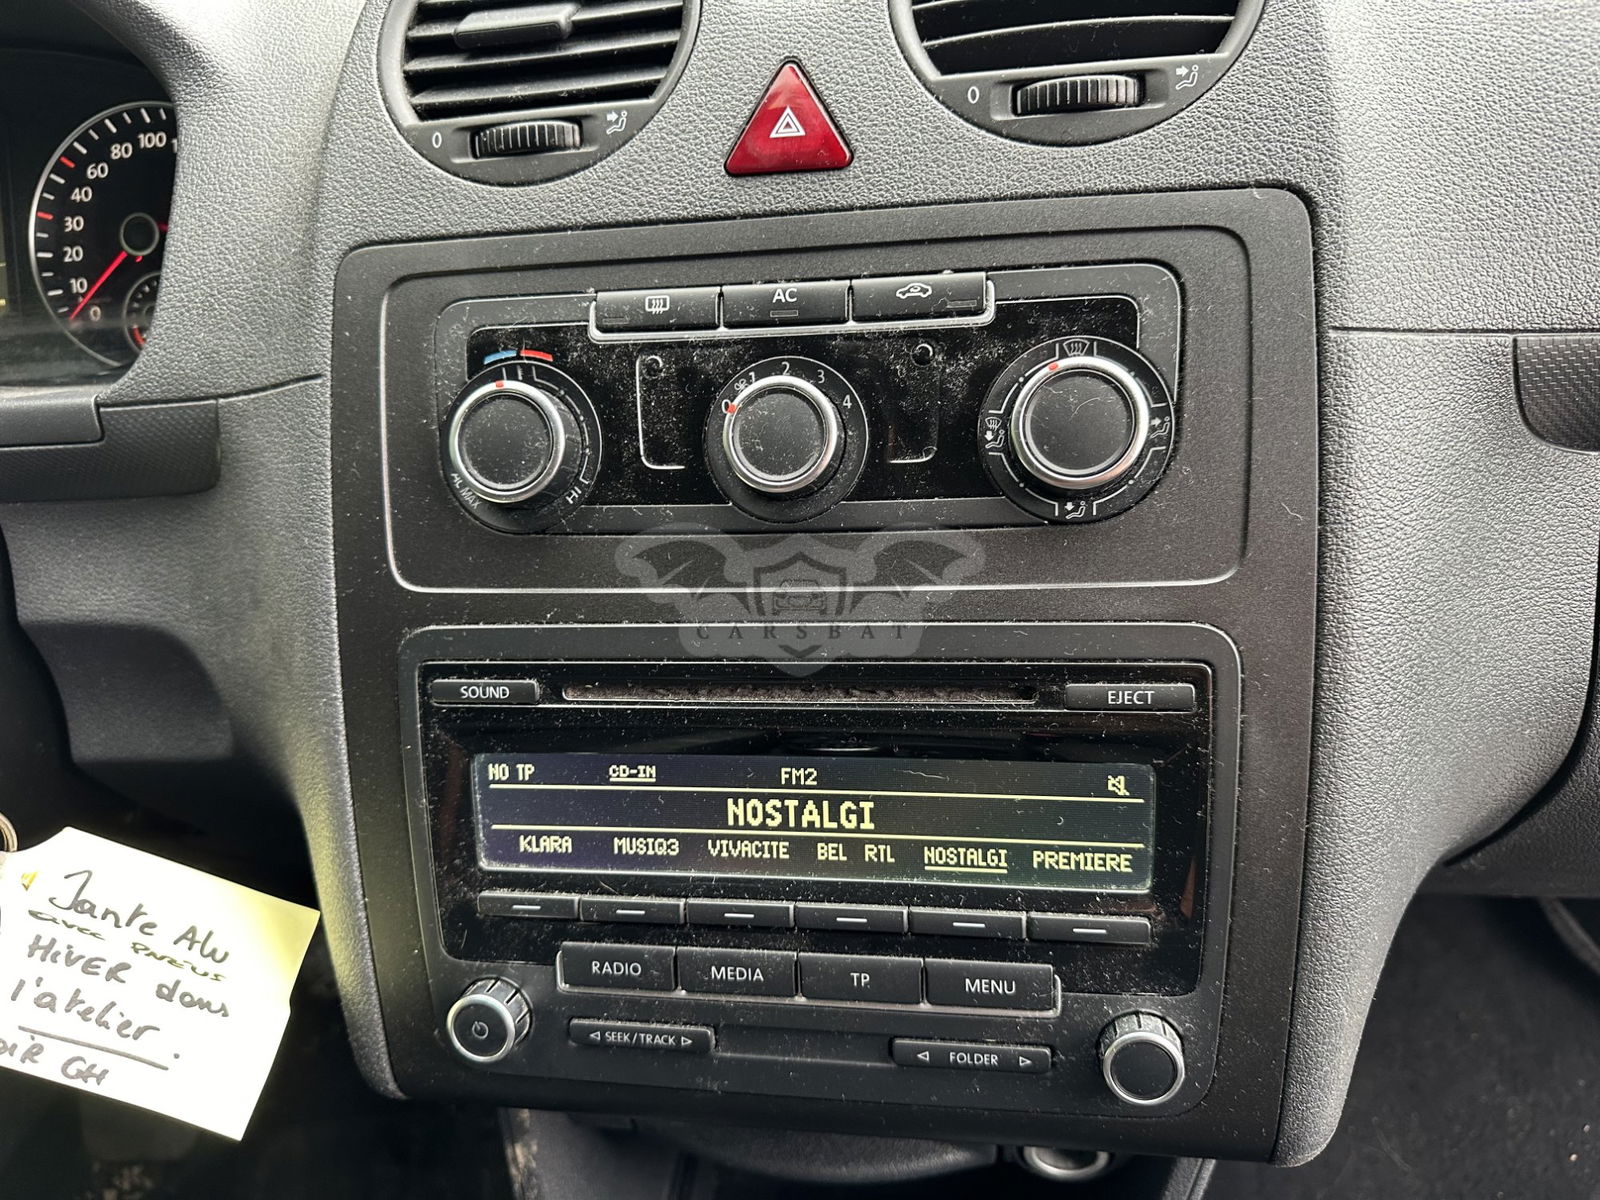 100
80
60
40
30
20
10
0
0
0
AC
0 1 2 3 4
HI
CARSBAT
SOUND
EJECT
NO TP CD-IN FM2
NOSTALGI
KLARA MUSIQ3 VIVACITE BEL RTL NOSTALGI PREMIERE
RADIO MEDIA TP MENU
SEEK/TRACK
FOLDER
Jante Alu
avec PNEUS
HIVER dans
l'atelier.